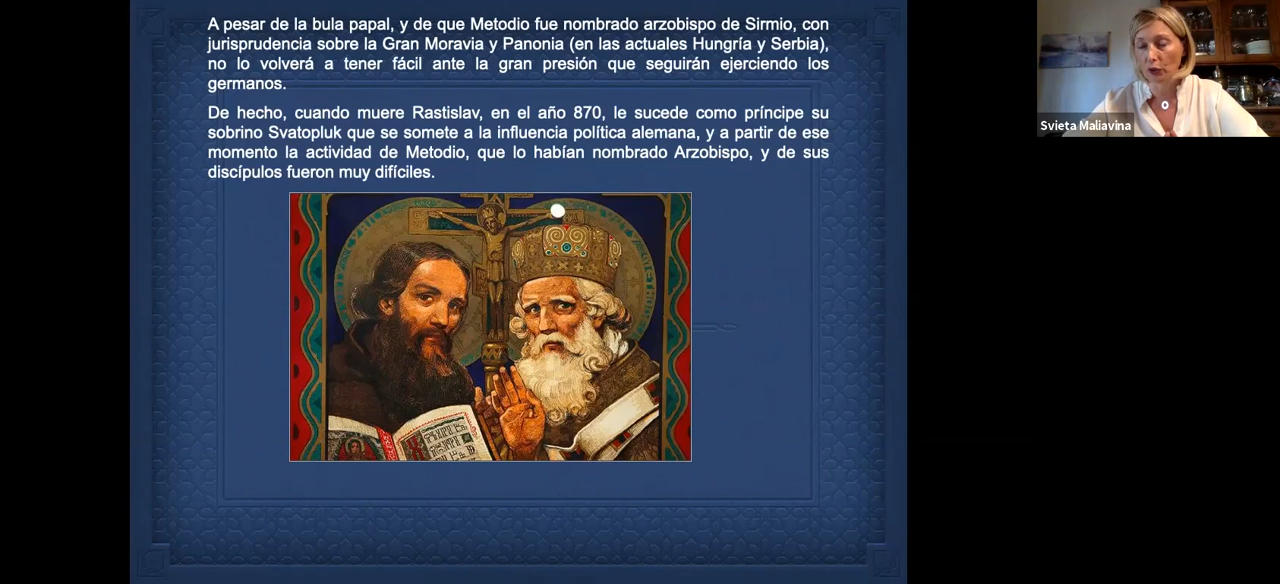 A pesar de la bula papal, y de que Metodio fue nombrado arzobispo de Sirmio, con
jurisprudencia sobre la Gran Moravia y Panonia (en las actuales Hungría y Serbia),
no lo volverá a tener fácil ante la gran presión que seguirán ejerciendo los
germanos.
De hecho, cuando muere Rastislav, en el año 870, le sucede como príncipe su
sobrino Svatopluk que se somete a la influencia política alemana, y a partir de ese
momento la actividad de Metodio, que lo habían nombrado Arzobispo, y de sus
discípulos fueron muy difíciles.
Svieta Maliavina